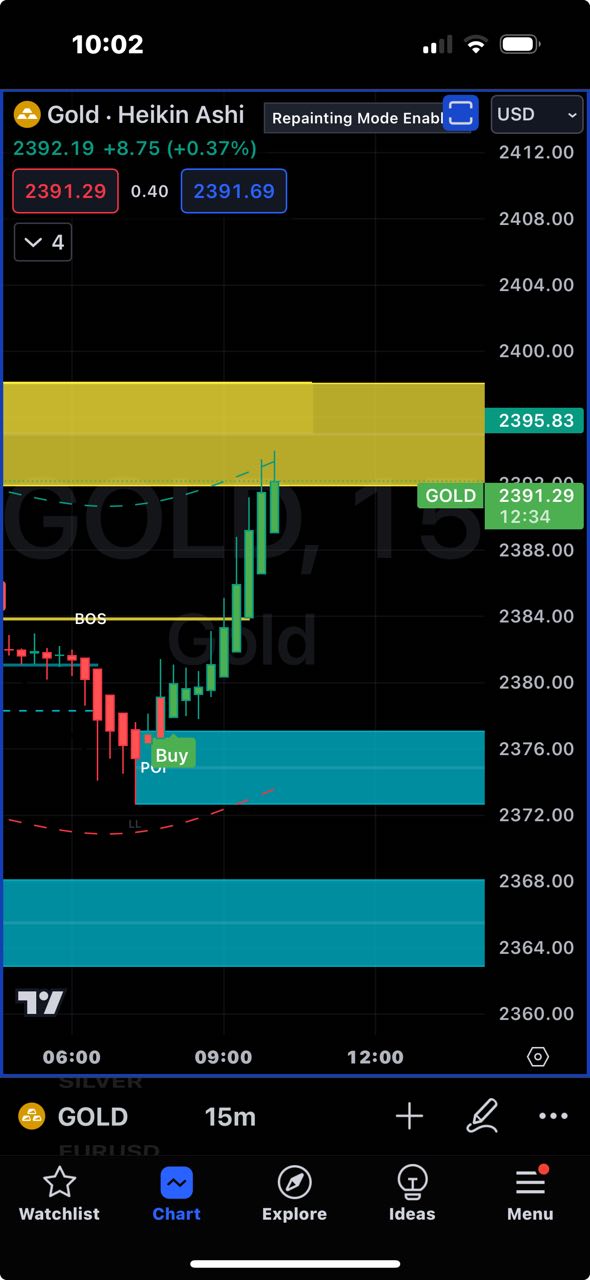 10:02
Gold · Heikin Ashi
Repainting Mode Enabl
USD
2392.19 +8.75 (+0.37%)
2412.00
2391.29
0.40
2391.69
2408.00
4
2404.00
2400.00
2395.83
2392.00
GOLD
2391.29
12:34
GOLD, 15
2388.00
BOS
2384.00
Gold
2380.00
Buy
2376.00
POI
2372.00
LL
2368.00
2364.00
2360.00
06:00
09:00
12:00
SILVER
GOLD
15m
EURUSD
Watchlist
Chart
Explore
Ideas
Menu